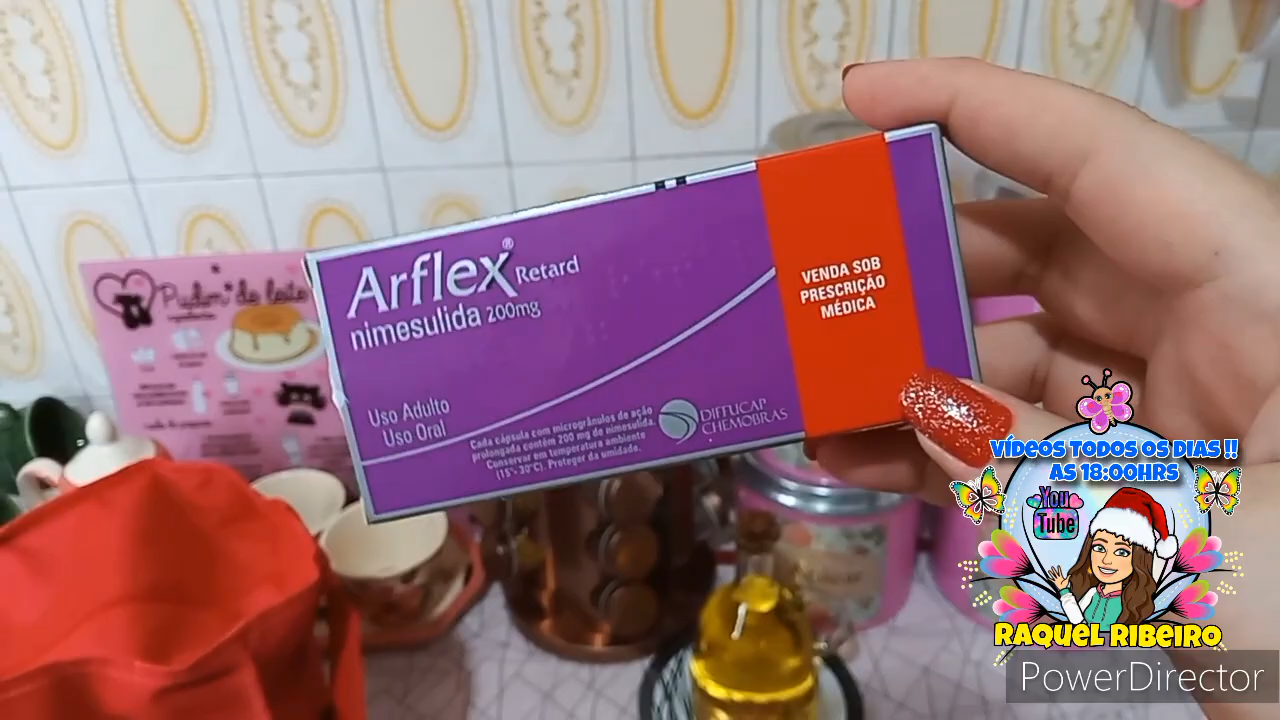 Pudim de leite
Arflex® Retard
nimesulida 200mg
Uso Adulto
Uso Oral
Cada cápsula com microgrânulos de ação
prolongada contém 200 mg de nimesulida.
Conservar em temperatura ambiente
(15-30°C). Proteger da umidade.
DIFFUCAP
CHEMOBRAS
VENDA SOB
PRESCRIÇÃO
MÉDICA
VÍDEOS TODOS OS DIAS !!
AS 18:00HRS
You
Tube
RAQUEL RIBEIRO
PowerDirector